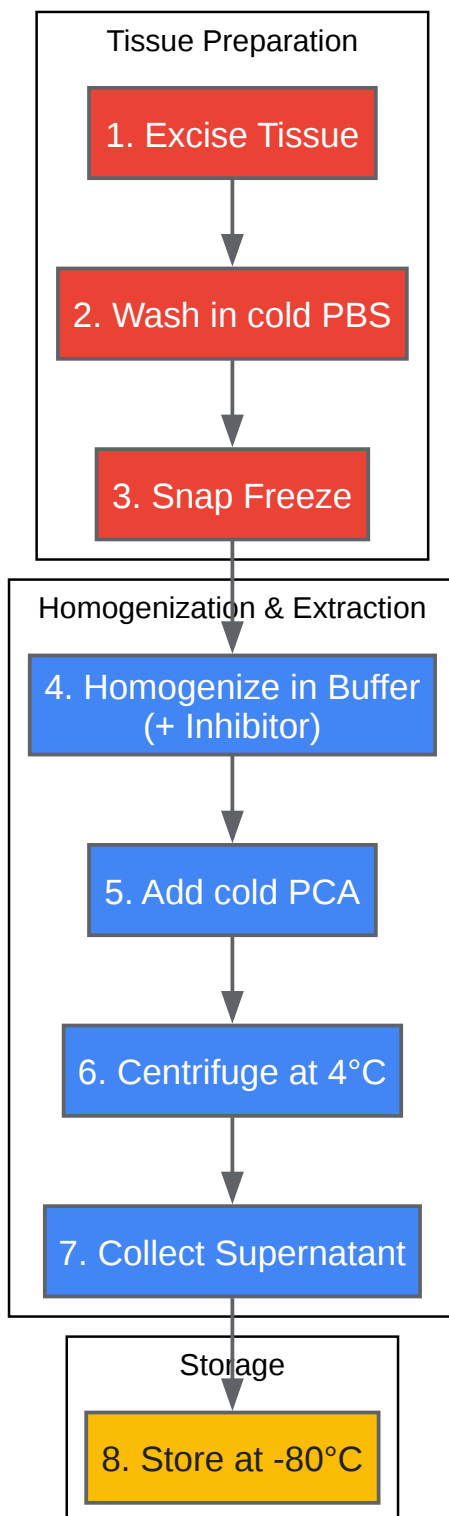 Tissue Preparation
1. Excise Tissue
2. Wash in cold PBS
3. Snap Freeze
Homogenization & Extraction
4. Homogenize in Buffer
(+ Inhibitor)
5. Add cold PCA
6. Centrifuge at 4°C
7. Collect Supernatant
Storage
8. Store at -80°C